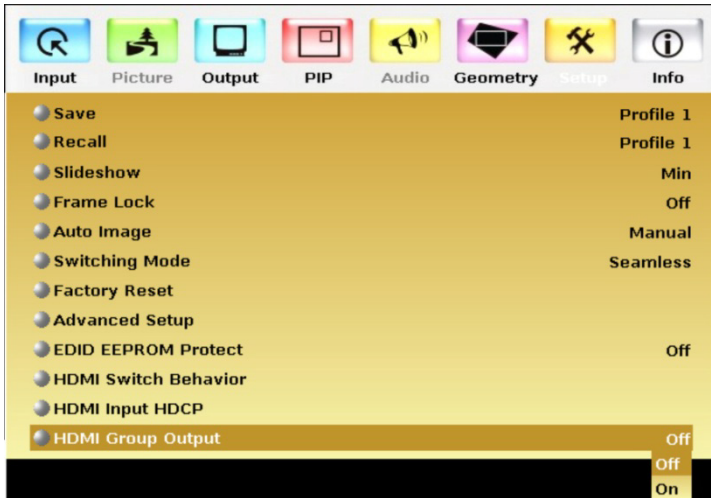 Input Picture Output PIP Audio Geometry Setup Info
Save Profile 1
Recall Profile 1
Slideshow Min
Frame Lock Off
Auto Image Manual
Switching Mode Seamless
Factory Reset
Advanced Setup
EDID EEPROM Protect Off
HDMI Switch Behavior
HDMI Input HDCP
HDMI Group Output Off
Off
On